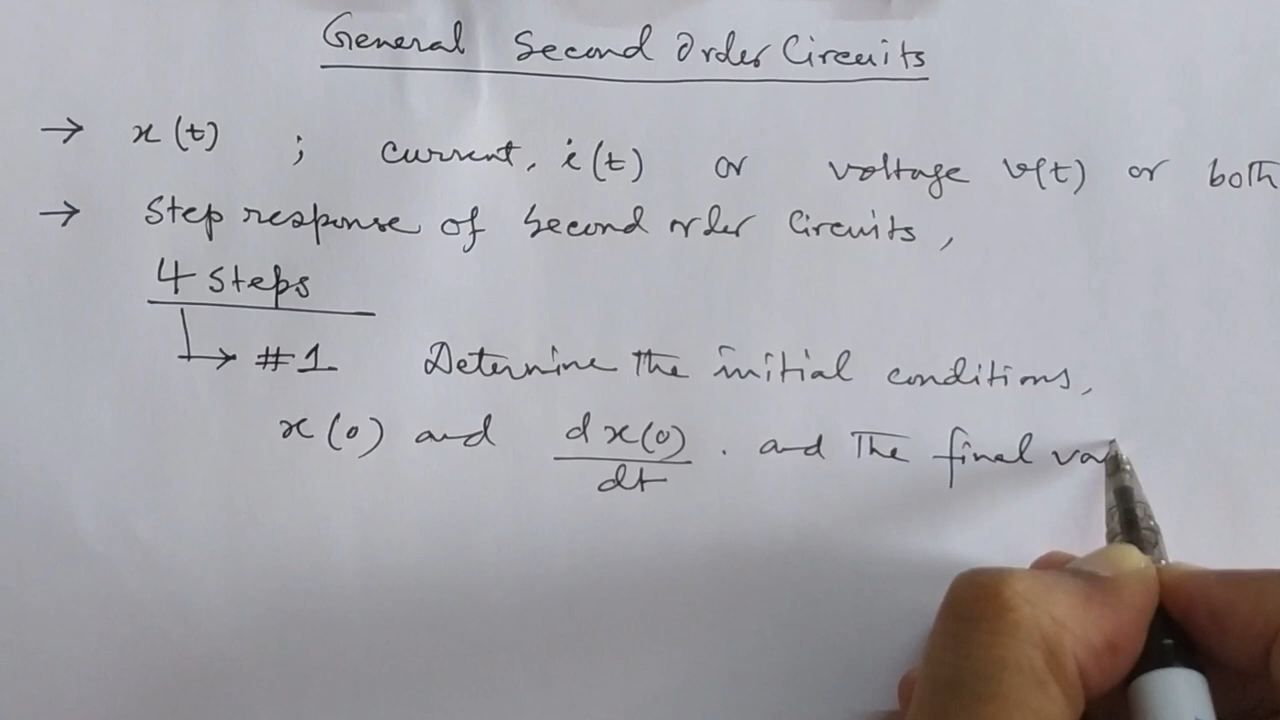 General Second Order Circuits
→ x(t) ; current, i(t) or voltage v(t) or both
→ Step response of second order circuits,
4 steps
#1 Determine the initial conditions,
x(0) and dx(0)/dt . and the final va